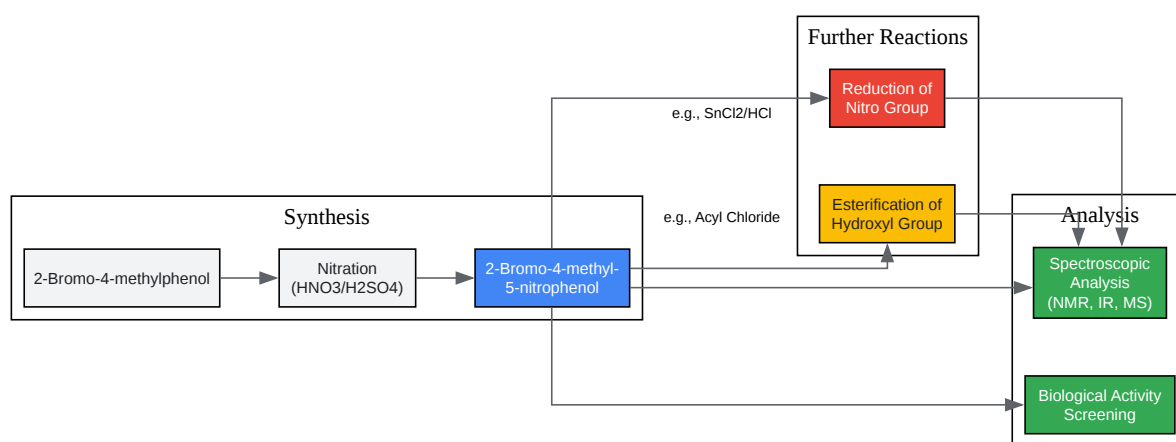 Further Reactions
Reduction of
Nitro Group
e.g., SnCl2/HCl
Esterification of
Hydroxyl Group
e.g., Acyl Chloride
Synthesis
2-Bromo-4-methylphenol
Nitration
(HNO3/H2SO4)
2-Bromo-4-methyl-
5-nitrophenol
Analysis
Spectroscopic
Analysis
(NMR, IR, MS)
Biological Activity
Screening